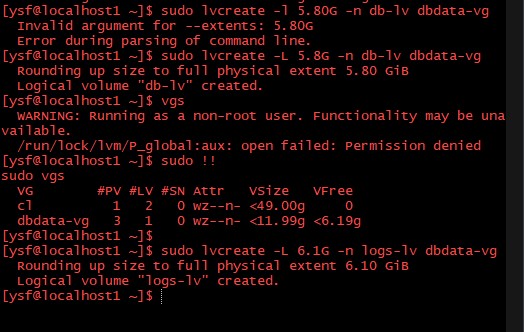 [ysf@localhost1 ~]$ sudo lvcreate -l 5.80G -n db-lv dbdata-vg
  Invalid argument for --extents: 5.80G
  Error during parsing of command line.
[ysf@localhost1 ~]$ sudo lvcreate -L 5.8G -n db-lv dbdata-vg
  Rounding up size to full physical extent 5.80 GiB
  Logical volume "db-lv" created.
[ysf@localhost1 ~]$ vgs
  WARNING: Running as a non-root user. Functionality may be una
vailable.
  /run/lock/lvm/P_global:aux: open failed: Permission denied
[ysf@localhost1 ~]$ sudo !!
sudo vgs
  VG        #PV #LV #SN Attr   VSize   VFree
  cl          1   2   0 wz--n- <49.00g     0
  dbdata-vg   3   1   0 wz--n- <11.99g <6.19g
[ysf@localhost1 ~]$
[ysf@localhost1 ~]$ sudo lvcreate -L 6.1G -n logs-lv dbdata-vg
  Rounding up size to full physical extent 6.10 GiB
  Logical volume "logs-lv" created.
[ysf@localhost1 ~]$